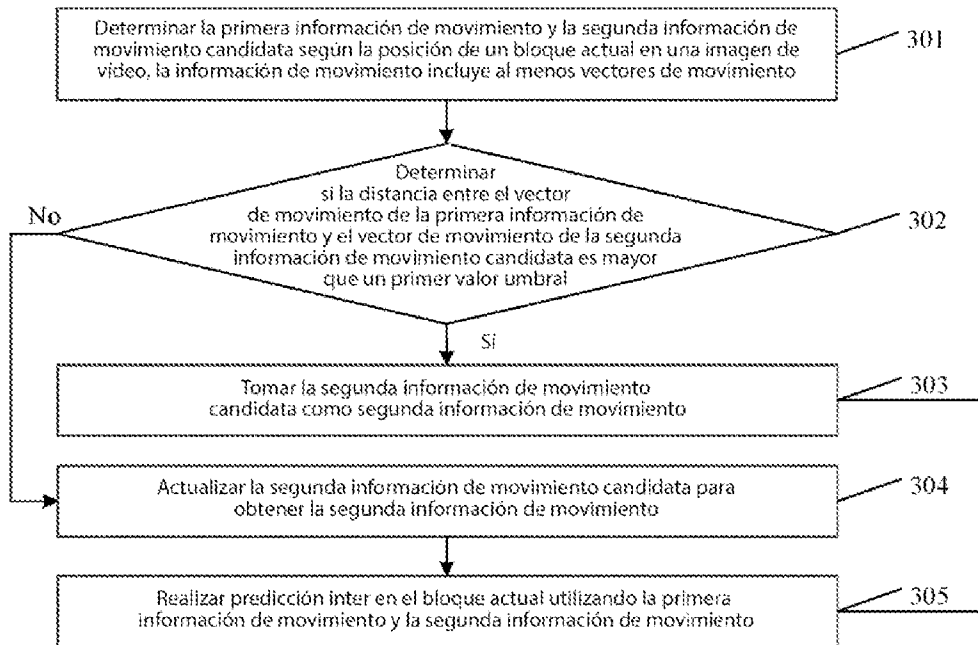 Determinar la primera información de movimiento y la segunda información de
movimiento candidata según la posición de un bloque actual en una imagen de
vídeo, la información de movimiento incluye al menos vectores de movimiento
301
Determinar
si la distancia entre el vector
de movimiento de la primera información de
movimiento y el vector de movimiento de la segunda
información de movimiento candidata es mayor
que un primer valor umbral
No
302
Sí
Tomar la segunda información de movimiento
candidata como segunda información de movimiento
303
Actualizar la segunda información de movimiento candidata para
obtener la segunda información de movimiento
304
Realizar predicción inter en el bloque actual utilizando la primera
información de movimiento y la segunda información de movimiento
305